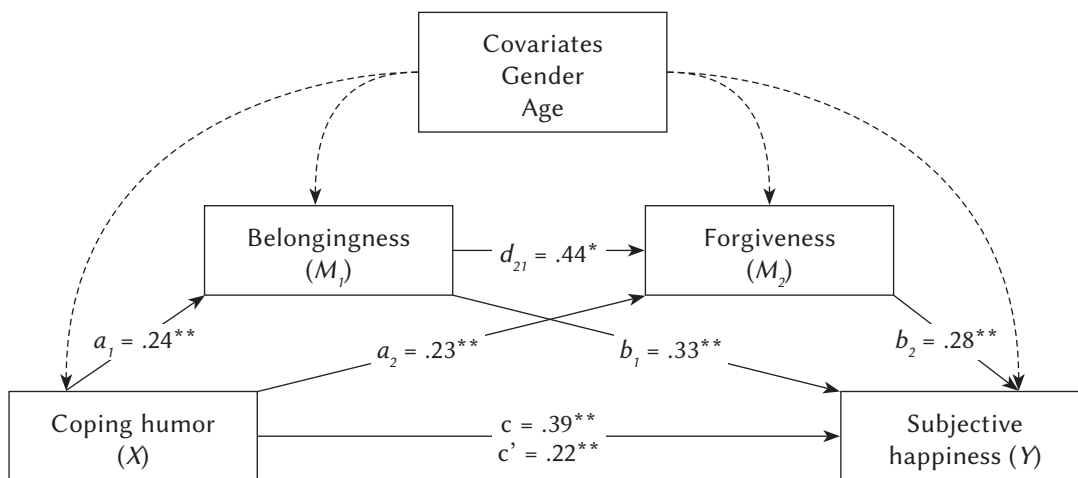 Covariates
Gender
Age
Belongingness
(M₁)
d₂₁ = .44*
Forgiveness
(M₂)
a₁ = .24**
a₂ = .23**
b₁ = .33**
b₂ = .28**
Coping humor
(X)
c = .39**
c’ = .22**
Subjective
happiness (Y)